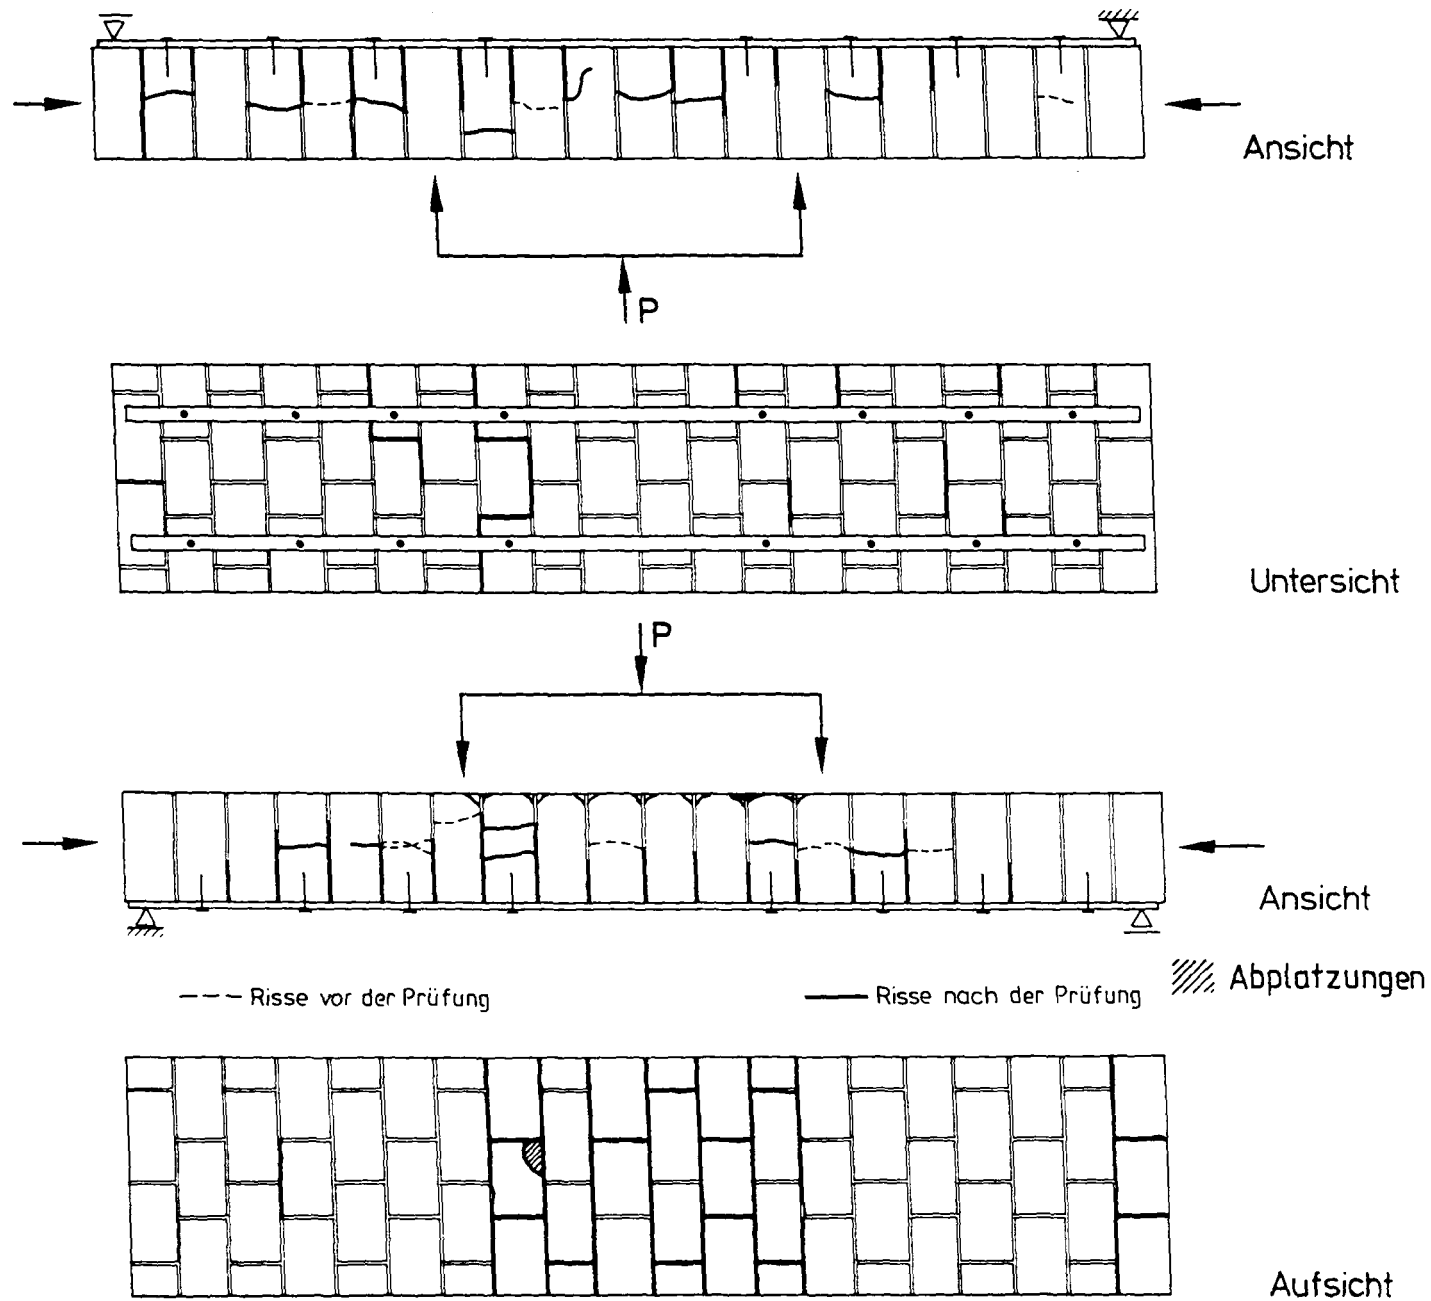 Ansicht
P
Untersicht
P
Ansicht
Abplatzungen
Risse vor der Prüfung
Risse nach der Prüfung
Aufsicht